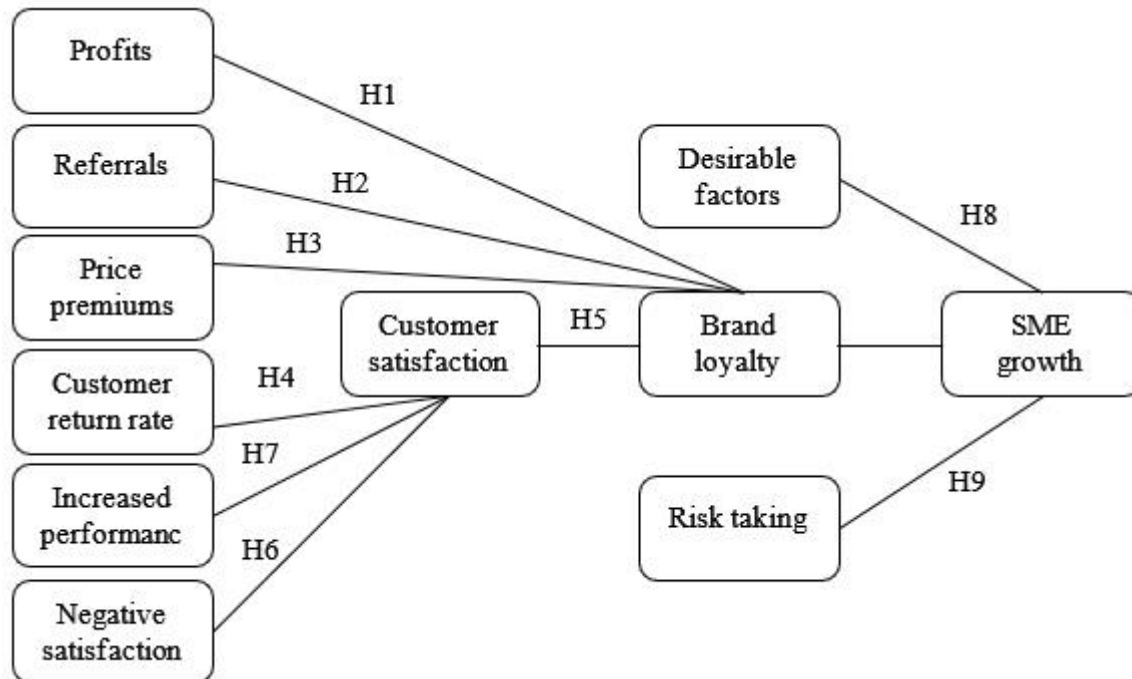 Profits
H1
Referrals
H2
Desirable
factors
H8
H3
Price
premiums
Customer
satisfaction
H5
Brand
loyalty
SME
growth
Customer
return rate
H4
H7
Increased
performanc
H6
Risk taking
H9
Negative
satisfaction